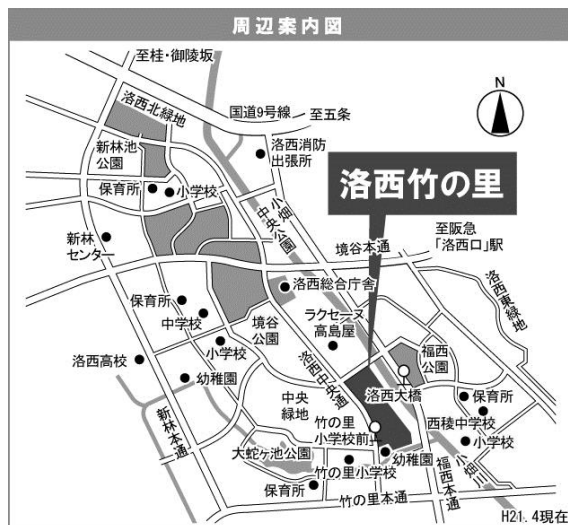 周辺案内図
至桂・御陵坂
洛西北緑地
国道9号線
至五条
N
新林池
公園
洛西消防
出張所
保育所
小学校
洛西竹の里
小畑川
中央公園
新林
センター
境谷本通
至阪急
「洛西口」駅
洛西東緑地
洛西総合庁舎
保育所
中学校
境谷
公園
ラクセーヌ
高島屋
小学校
洛西高校
幼稚園
洛西中央通
福西
公園
洛西大橋
中央
緑地
保育所
西稜中学校
小学校
新林本通
竹の里
小学校前
大蛇ヶ池公園
幼稚園
竹の里小学校
保育所
竹の里本通
福西本通
小畑川
H21.4現在